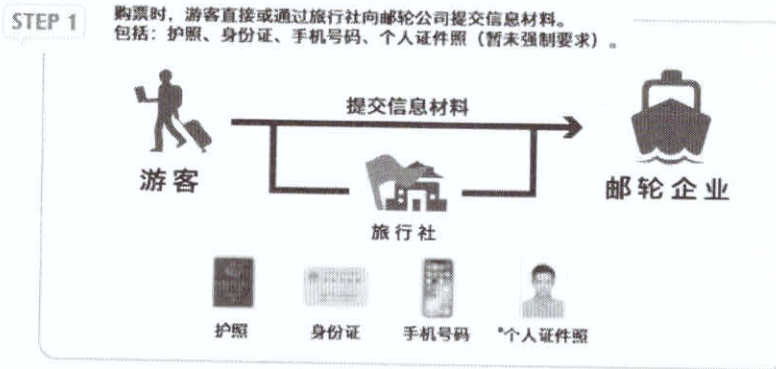 STEP 1
购票时，游客直接或通过旅行社向邮轮公司提交信息材料。
包括：护照、身份证、手机号码、个人证件照（暂未强制要求）。
提交信息材料
游客
邮轮企业
旅行社
护照
身份证
手机号码
*个人证件照